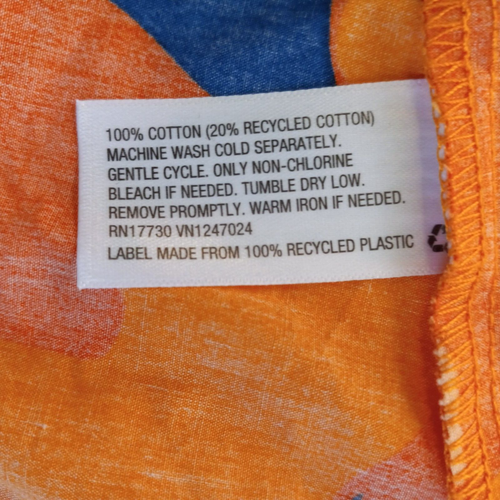 100% COTTON (20% RECYCLED COTTON)
MACHINE WASH COLD SEPARATELY.
GENTLE CYCLE. ONLY NON-CHLORINE
BLEACH IF NEEDED. TUMBLE DRY LOW.
REMOVE PROMPTLY. WARM IRON IF NEEDED.
RN17730 VN1247024
LABEL MADE FROM 100% RECYCLED PLASTIC